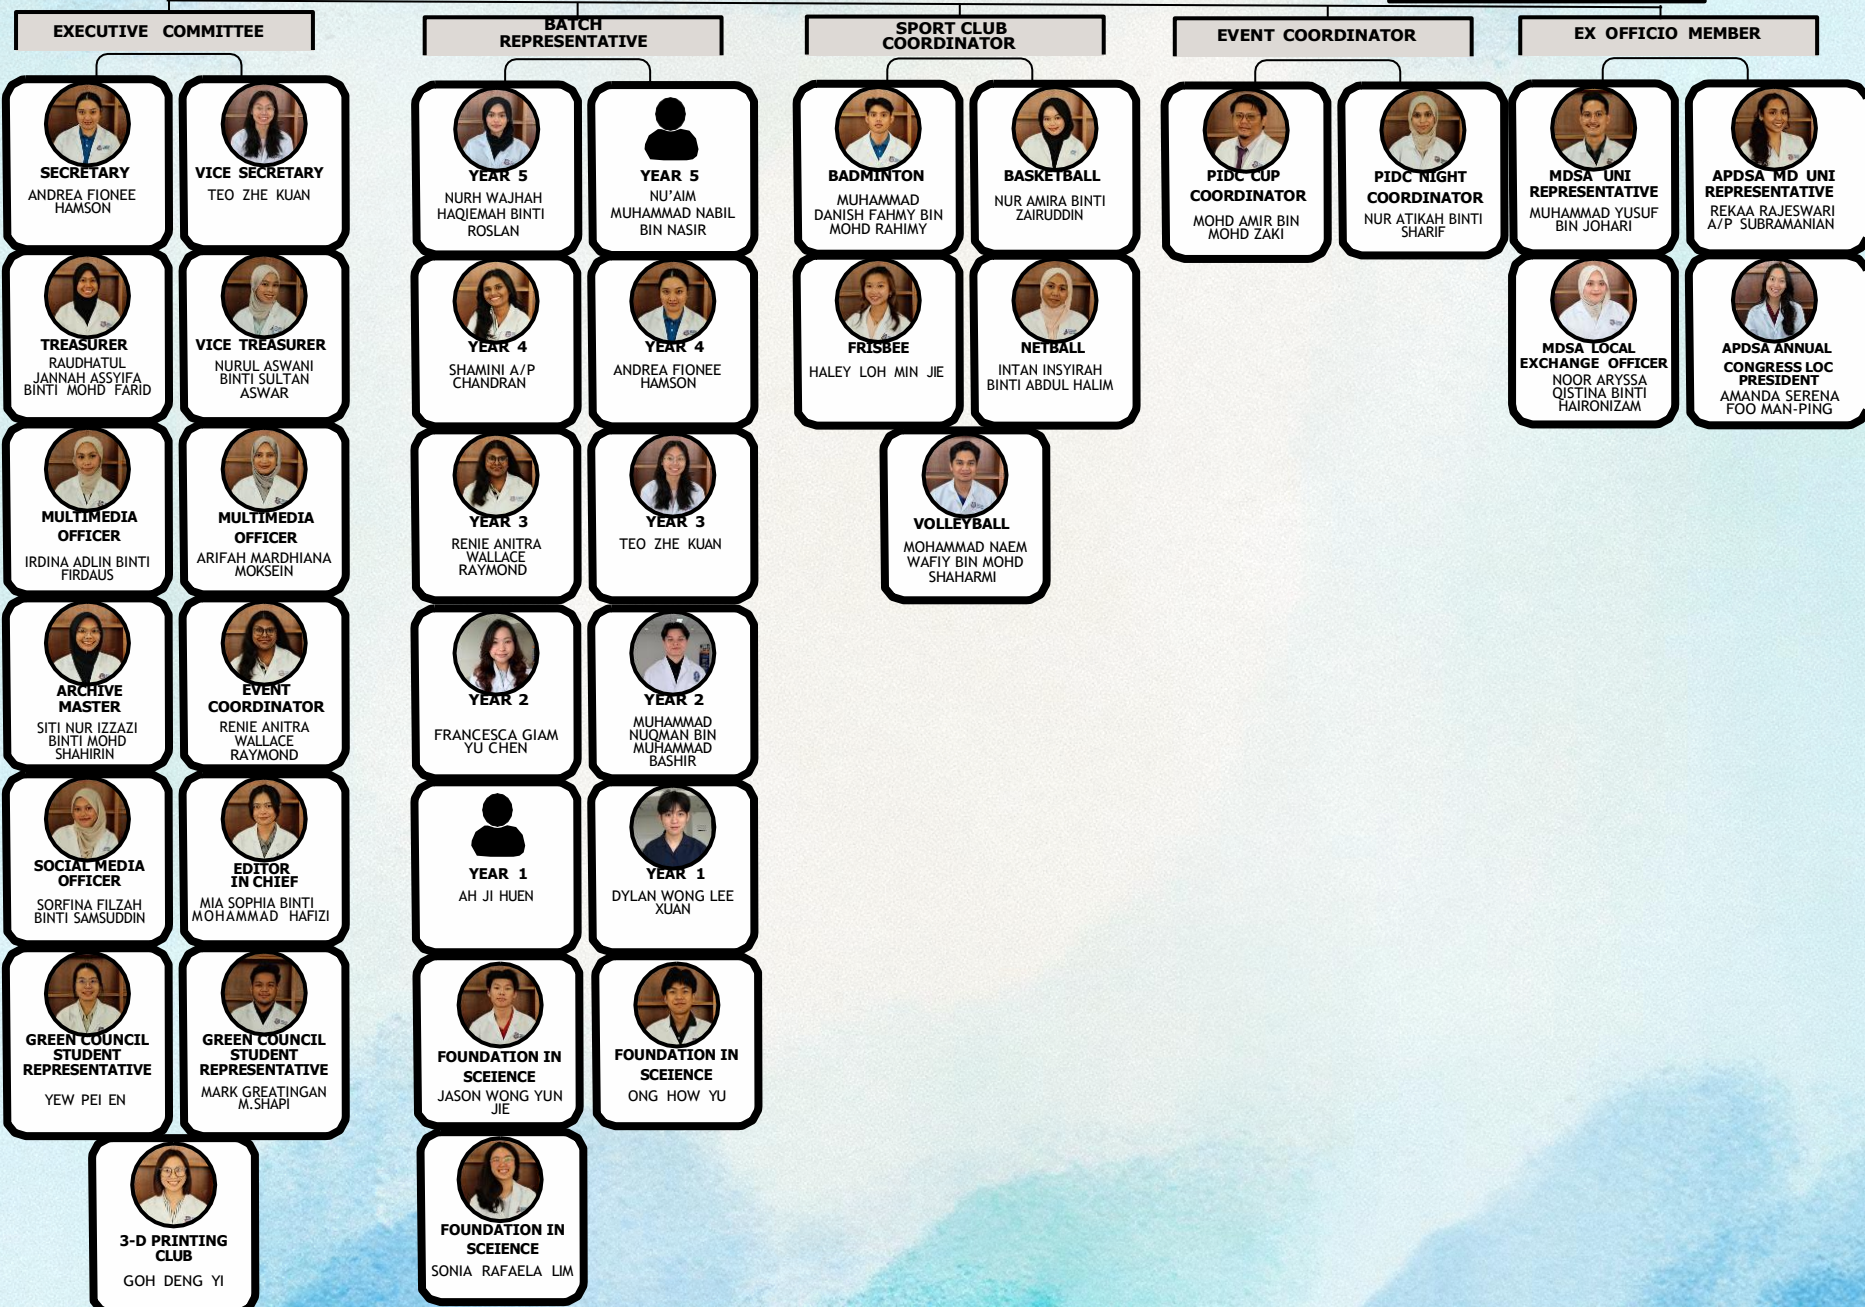 EXECUTIVE COMMITTEE
SECRETARY
ANDREA FIONEE
HAMSON
VICE SECRETARY
TEO ZHE KUAN
TREASURER
RAUDHATUL
JANNAH ASSYIFA
BINTI MOHD FARID
VICE TREASURER
NURUL ASWANI
BINTI SULTAN
ASWAR
MULTIMEDIA
OFFICER
IRDINA ADLIN BINTI
FIRDAUS
MULTIMEDIA
OFFICER
ARIFAH MARDHIANA
MOKSEIN
ARCHIVE
MASTER
SITI NUR IZZAZI
BINTI MOHD
SHAHIRIN
EVENT
COORDINATOR
RENIE ANITRA
WALLACE
RAYMOND
SOCIAL MEDIA
OFFICER
SORFINA FILZAH
BINTI SAMSUDDIN
EDITOR
IN CHIEF
MIA SOPHIA BINTI
MOHAMMAD HAFIZI
GREEN COUNCIL
STUDENT
REPRESENTATIVE
YEW PEI EN
GREEN COUNCIL
STUDENT
REPRESENTATIVE
MARK GREATINGAN
M.SHAPI
3-D PRINTING
CLUB
GOH DENG YI
BATCH
REPRESENTATIVE
YEAR 5
NURH WAJHAH
HAQIEMAH BINTI
ROSLAN
YEAR 5
NU'AIM
MUHAMMAD NABIL
BIN NASIR
YEAR 4
SHAMINI A/P
CHANDRAN
YEAR 4
ANDREA FIONEE
HAMSON
YEAR 3
RENIE ANITRA
WALLACE
RAYMOND
YEAR 3
TEO ZHE KUAN
YEAR 2
FRANCESCA GIAM
YU CHEN
YEAR 2
MUHAMMAD
NUQMAN BIN
MUHAMMAD
BASHIR
YEAR 1
AH JI HUEN
YEAR 1
DYLAN WONG LEE
XUAN
FOUNDATION IN
SCEIENCE
JASON WONG YUN
JIE
FOUNDATION IN
SCEIENCE
ONG HOW YU
FOUNDATION IN
SCEIENCE
SONIA RAFAELA LIM
SPORT CLUB
COORDINATOR
BADMINTON
MUHAMMAD
DANISH FAHMY BIN
MOHD RAHIMY
BASKETBALL
NUR AMIRA BINTI
ZAIRUDDIN
FRISBEE
HALEY LOH MIN JIE
NETBALL
INTAN INSYIRAH
BINTI ABDUL HALIM
VOLLEYBALL
MOHAMMAD NAEM
WAFIY BIN MOHD
SHAHARMI
EVENT COORDINATOR
PIDC CUP
COORDINATOR
MOHD AMIR BIN
MOHD ZAKI
PIDC NIGHT
COORDINATOR
NUR ATIKAH BINTI
SHARIF
EX OFFICIO MEMBER
MDSA UNI
REPRESENTATIVE
MUHAMMAD YUSUF
BIN JOHARI
APDSA MD UNI
REPRESENTATIVE
REKAA RAJESWARI
A/P SUBRAMANIAN
MDSA LOCAL
EXCHANGE OFFICER
NOOR ARYSSA
QISTINA BINTI
HAIRONIZAM
APDSA ANNUAL
CONGRESS LOC
PRESIDENT
AMANDA SERENA
FOO MAN-PING